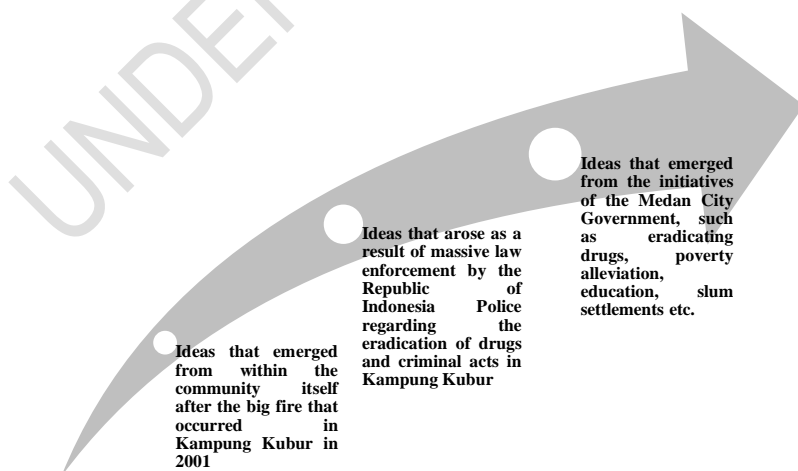 UNDE
Ideas that emerged
from within the
community itself
after the big fire that
occurred in
Kampung Kubur in
2001
Ideas that arose as a
result of massive law
enforcement by the
Republic of
Indonesia Police
regarding the
eradication of drugs
and criminal acts in
Kampung Kubur
Ideas that emerged
from the initiatives
of the Medan City
Government, such
as eradicating
drugs, poverty
alleviation,
education, slum
settlements etc.